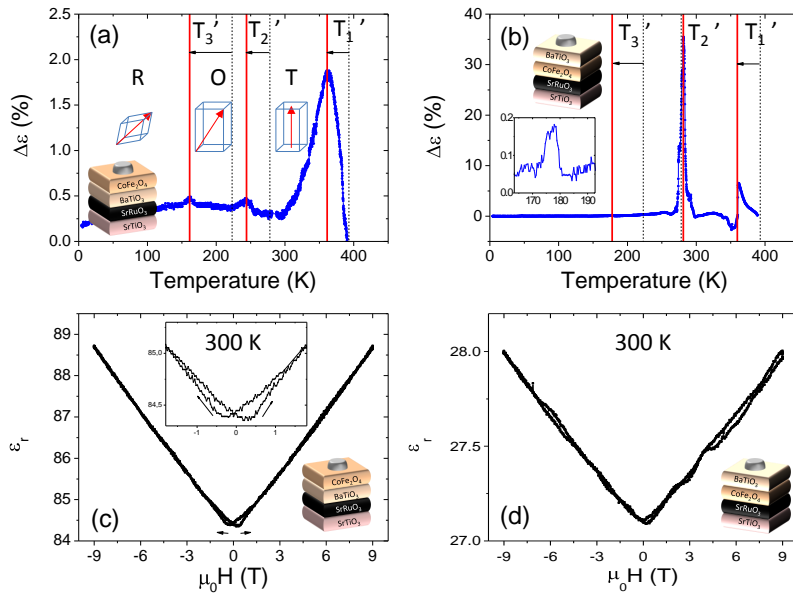 (a)
T₃’
T₂’
T₁’
R
O
T
CoFe₂O₄
BaTiO₃
SrRuO₃
SrTiO₃
2.5
2.0
1.5
1.0
0.5
0.0
Δε (%)
0 100 200 300 400
Temperature (K)
(b)
T₃’
T₂’
T₁’
BaTiO₃
CoFe₂O₄
SrRuO₃
SrTiO₃
0.2
0.1
0.0
170 180 190
40
30
20
10
0
Δε (%)
0 100 200 300 400
Temperature (K)
300 K
85,0
84,5
-1 0 1
89
88
87
86
85
84
εr
(c)
CoFe₂O₄
BaTiO₃
SrRuO₃
SrTiO₃
-9 -6 -3 0 3 6 9
μ₀H (T)
300 K
28.0
27.5
27.0
εr
(d)
BaTiO₃
CoFe₂O₄
SrRuO₃
SrTiO₃
-9 -6 -3 0 3 6 9
μ₀H (T)